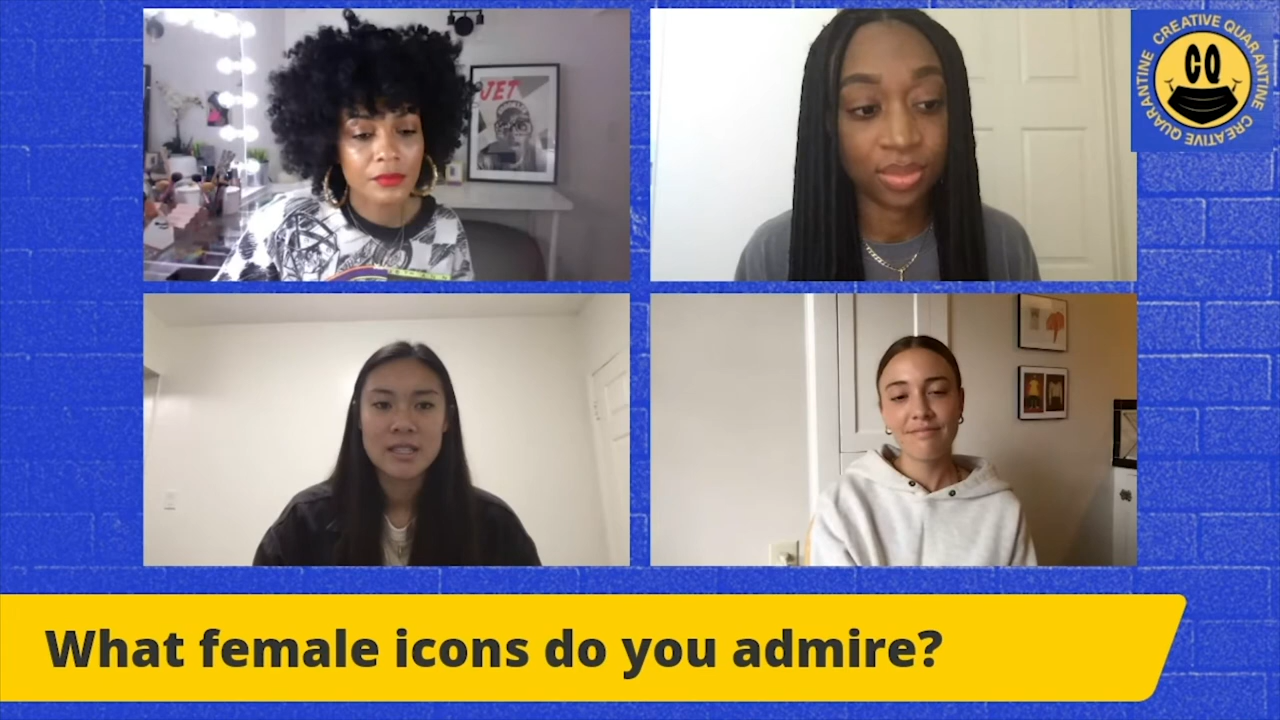 JET
CREATIVE QUARANTINE
CREATIVE QUARANTINE
CQ
What female icons do you admire?